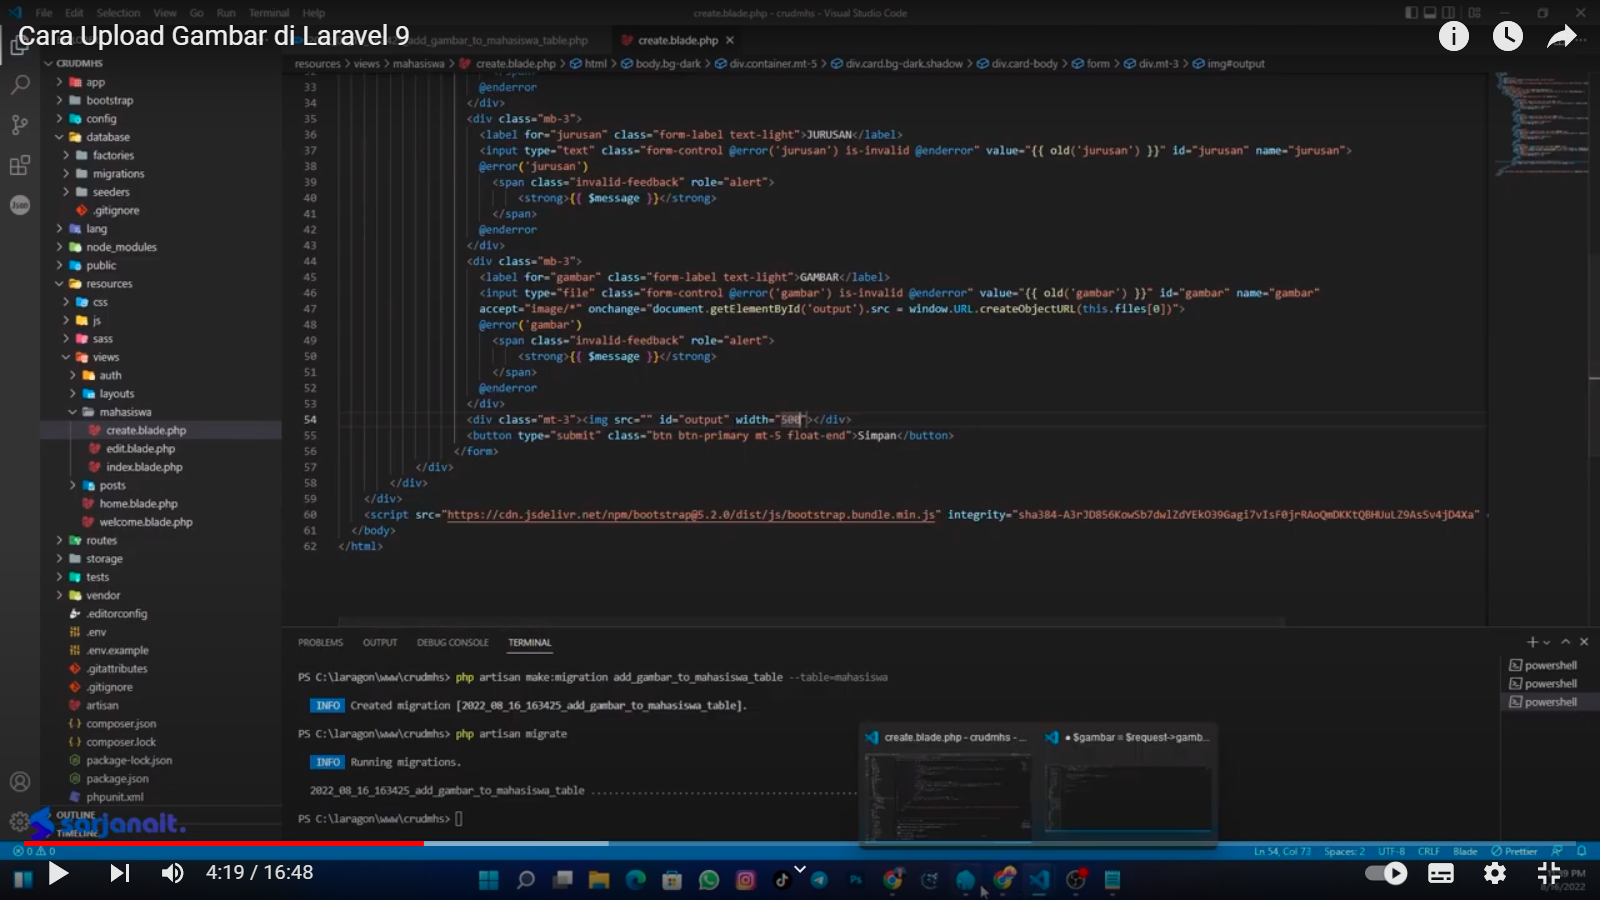 File Edit Selection View Go Run Terminal Help
create.blade.php - crudmhs - Visual Studio Code
Cara Upload Gambar di Laravel 9
add_gambar_to_mahasiswa_table.php
create.blade.php
resources > views > mahasiswa > create.blade.php > html > body.bg-dark > div.container.mt-5 > div.card.bg-dark.shadow > div.card-body > form > div.mt-3 > img#output
CRUDMHS
app
bootstrap
config
database
factories
migrations
seeders
.gitignore
lang
node_modules
public
resources
css
js
sass
views
auth
layouts
mahasiswa
create.blade.php
edit.blade.php
index.blade.php
posts
home.blade.php
welcome.blade.php
routes
storage
tests
vendor
.editorconfig
.env
.env.example
.gitattributes
.gitignore
artisan
composer.json
composer.lock
package-lock.json
package.json
phpunit.xml
OUTLINE
TIMELINE
Json
sarjanait.
33 @enderror
34 </div>
35 <div class="mb-3">
36 <label for="jurusan" class="form-label text-light">JURUSAN</label>
37 <input type="text" class="form-control @error('jurusan') is-invalid @enderror" value="{{ old('jurusan') }}" id="jurusan" name="jurusan">
38 @error('jurusan')
39 <span class="invalid-feedback" role="alert">
40 <strong>{{ $message }}</strong>
41 </span>
42 @enderror
43 </div>
44 <div class="mb-3">
45 <label for="gambar" class="form-label text-light">GAMBAR</label>
46 <input type="file" class="form-control @error('gambar') is-invalid @enderror" value="{{ old('gambar') }}" id="gambar" name="gambar"
47 accept="image/*" onchange="document.getElementById('output').src = window.URL.createObjectURL(this.files[0])">
48 @error('gambar')
49 <span class="invalid-feedback" role="alert">
50 <strong>{{ $message }}</strong>
51 </span>
52 @enderror
53 </div>
54 <div class="mt-3"><img src="" id="output" width="500"></div>
55 <button type="submit" class="btn btn-primary mt-5 float-end">Simpan</button>
56 </form>
57 </div>
58 </div>
59 </div>
60 <script src="https://cdn.jsdelivr.net/npm/bootstrap@5.2.0/dist/js/bootstrap.bundle.min.js" integrity="sha384-A3rJD856KowSb7dwlZdYEkO39Gagi7vIsF0jrRAoQmDKKtQBHUuLZ9AsSv4jD4Xa"
61 </body>
62 </html>
PROBLEMS OUTPUT DEBUG CONSOLE TERMINAL
PS C:\laragon\www\crudmhs> php artisan make:migration add_gambar_to_mahasiswa_table --table=mahasiswa
INFO Created migration [2022_08_16_163425_add_gambar_to_mahasiswa_table].
PS C:\laragon\www\crudmhs> php artisan migrate
INFO Running migrations.
2022_08_16_163425_add_gambar_to_mahasiswa_table ........................................
PS C:\laragon\www\crudmhs>
powershell
powershell
powershell
create.blade.php - crudmhs - ...
● $gambar = $request->gamb...
0 0
Ln 54, Col 73 Spaces: 2 UTF-8 CRLF Blade Prettier
4:19 / 16:48
8/16/2022